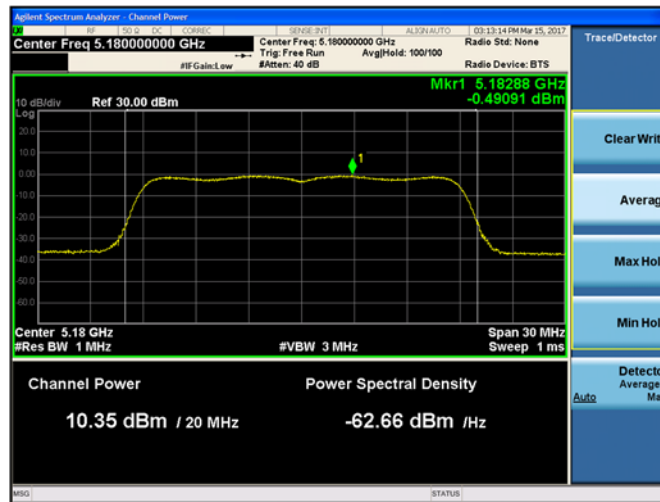 Agilent Spectrum Analyzer - Channel Power
RF 50 Ω DC CORREC SENSE:INT ALIGN AUTO 03:13:14 PM Mar 15, 2017
Center Freq 5.180000000 GHz
Center Freq: 5.180000000 GHz
Radio Std: None
Trig: Free Run Avg|Hold: 100/100
#IFGain:Low
#Atten: 40 dB
Radio Device: BTS
Trace/Detector
Mkr1 5.18288 GHz
-0.49091 dBm
10 dB/div Ref 30.00 dBm
Log
20.0
10.0
0.00
-10.0
-20.0
-30.0
-40.0
-50.0
-60.0
1
Center 5.18 GHz
Span 30 MHz
#Res BW 1 MHz
#VBW 3 MHz
Sweep 1 ms
Channel Power
Power Spectral Density
10.35 dBm / 20 MHz
-62.66 dBm /Hz
Clear Writ
Averag
Max Hol
Min Hol
Detecto
Average
Auto Ma
MSG
STATUS